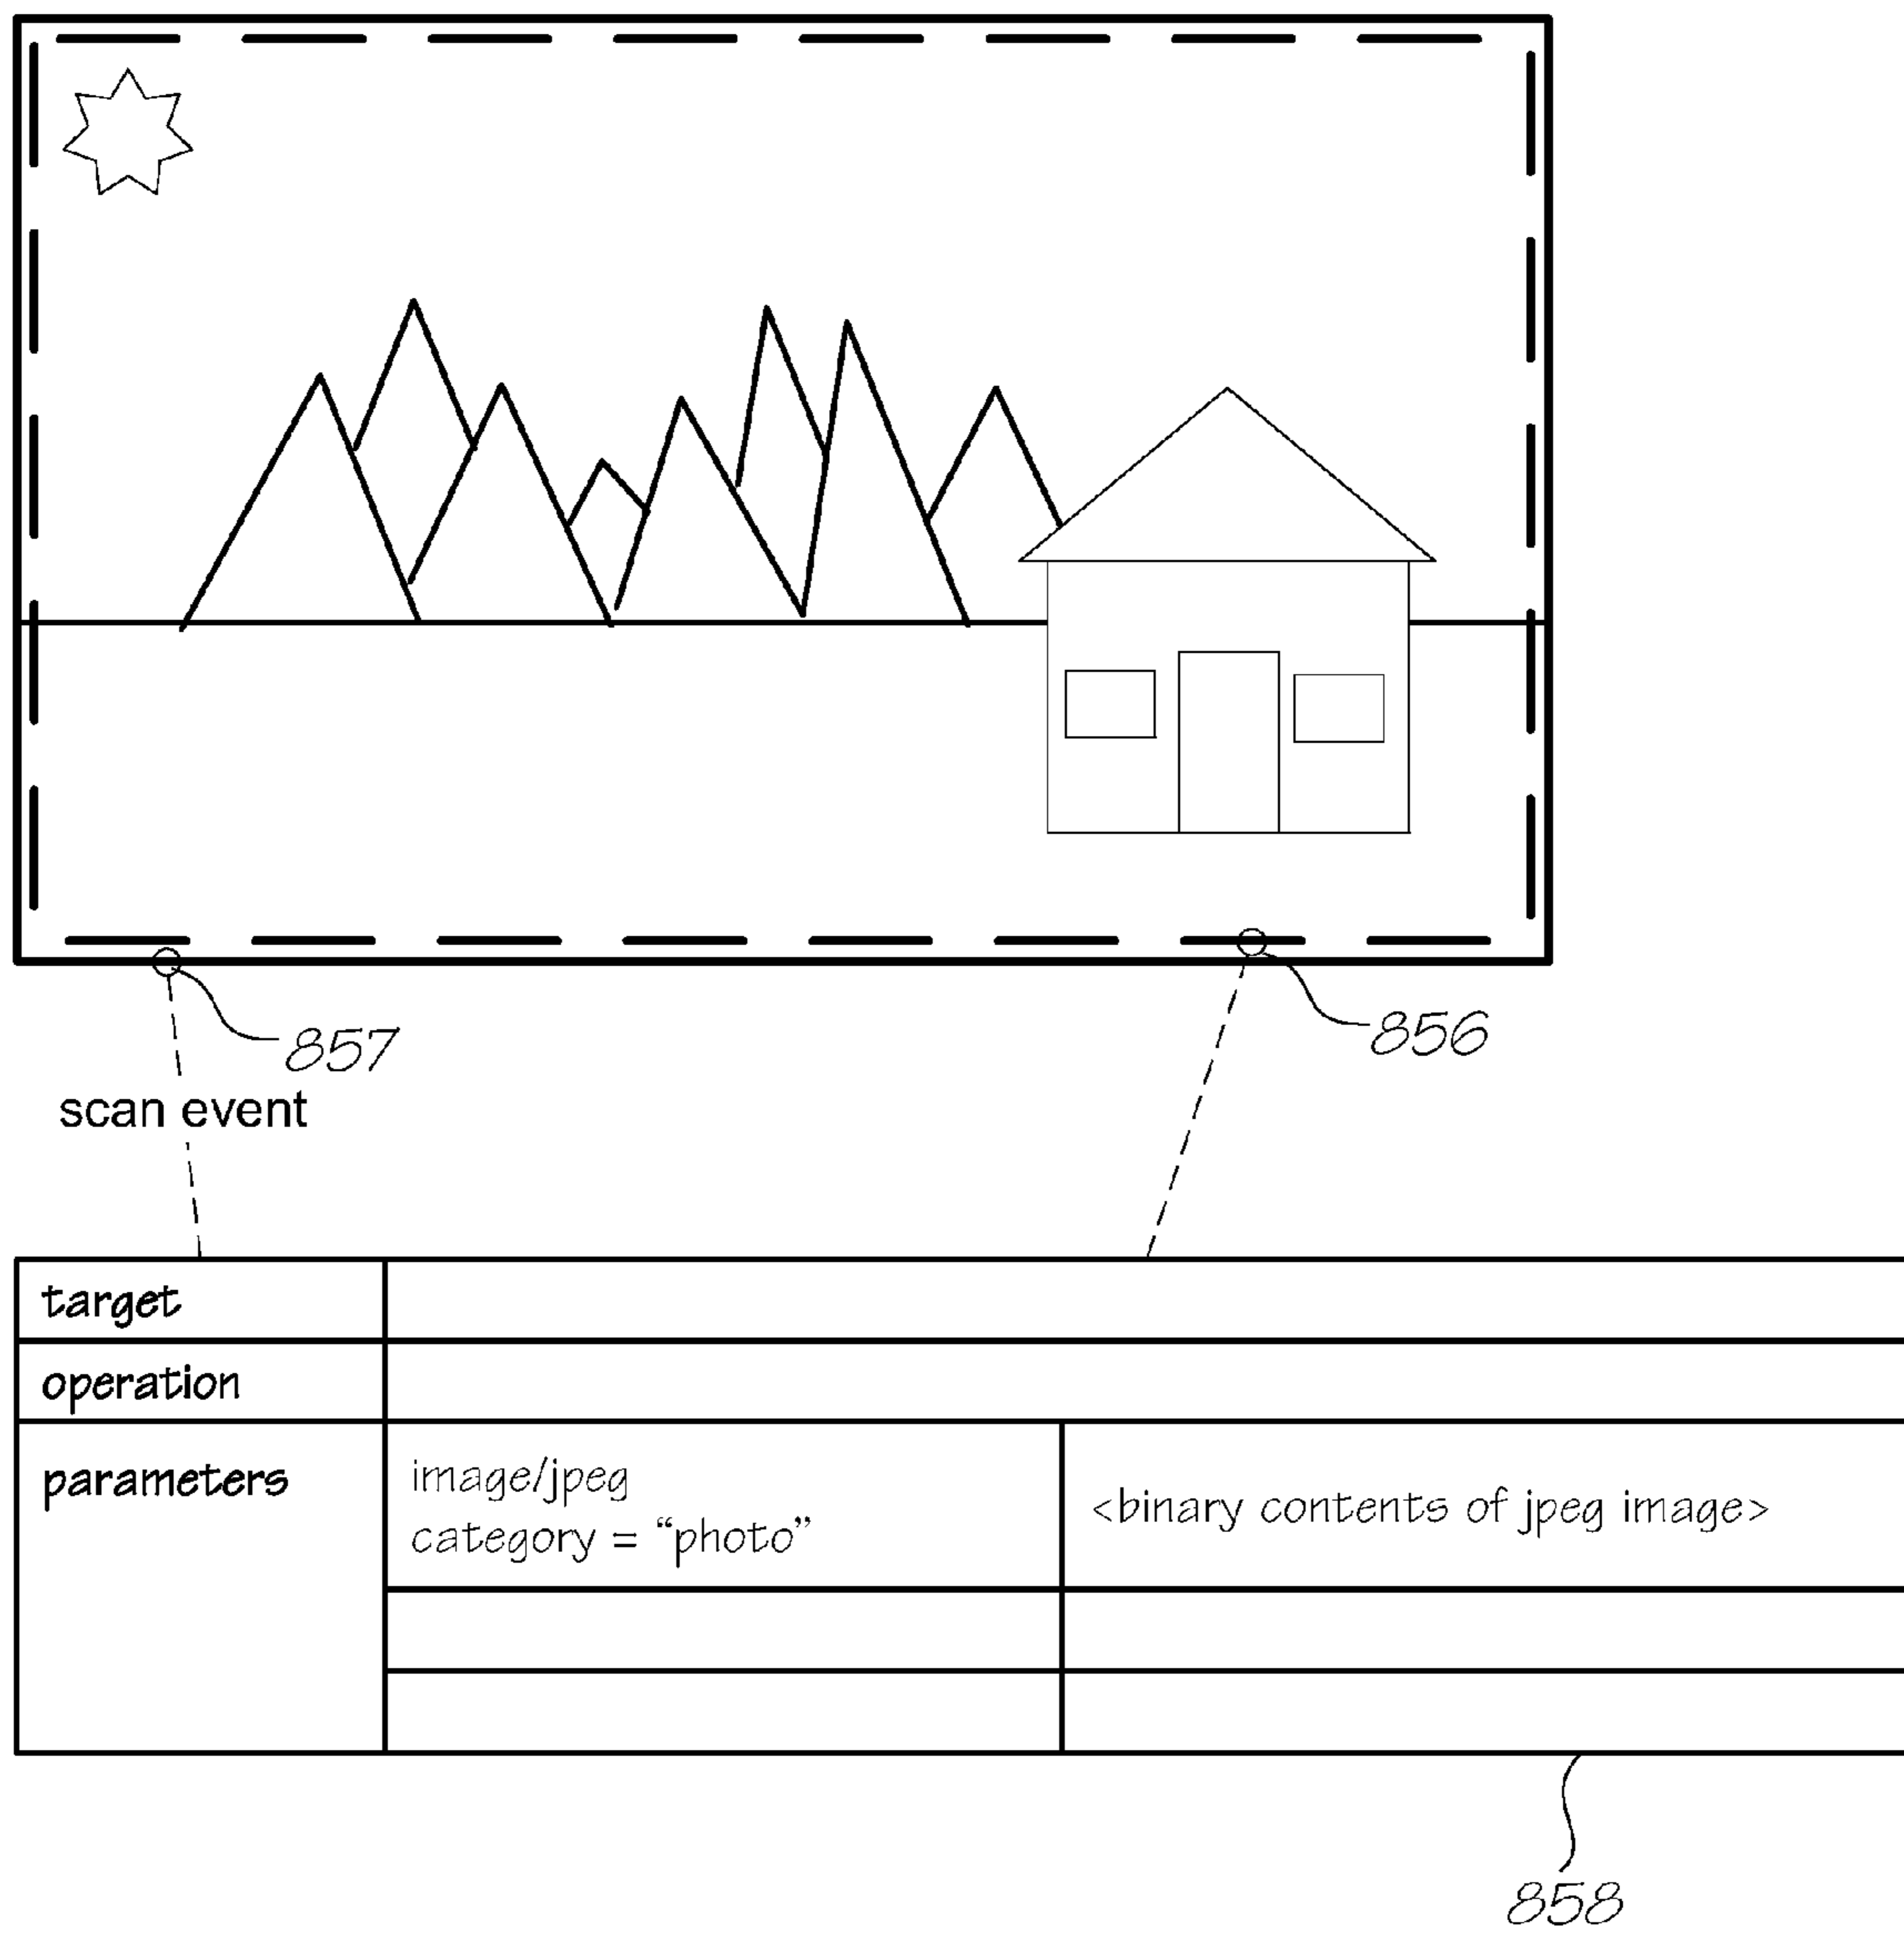 857
856
scan event
target
operation
parameters
image/jpeg
category = “photo”
<binary contents of jpeg image>
858